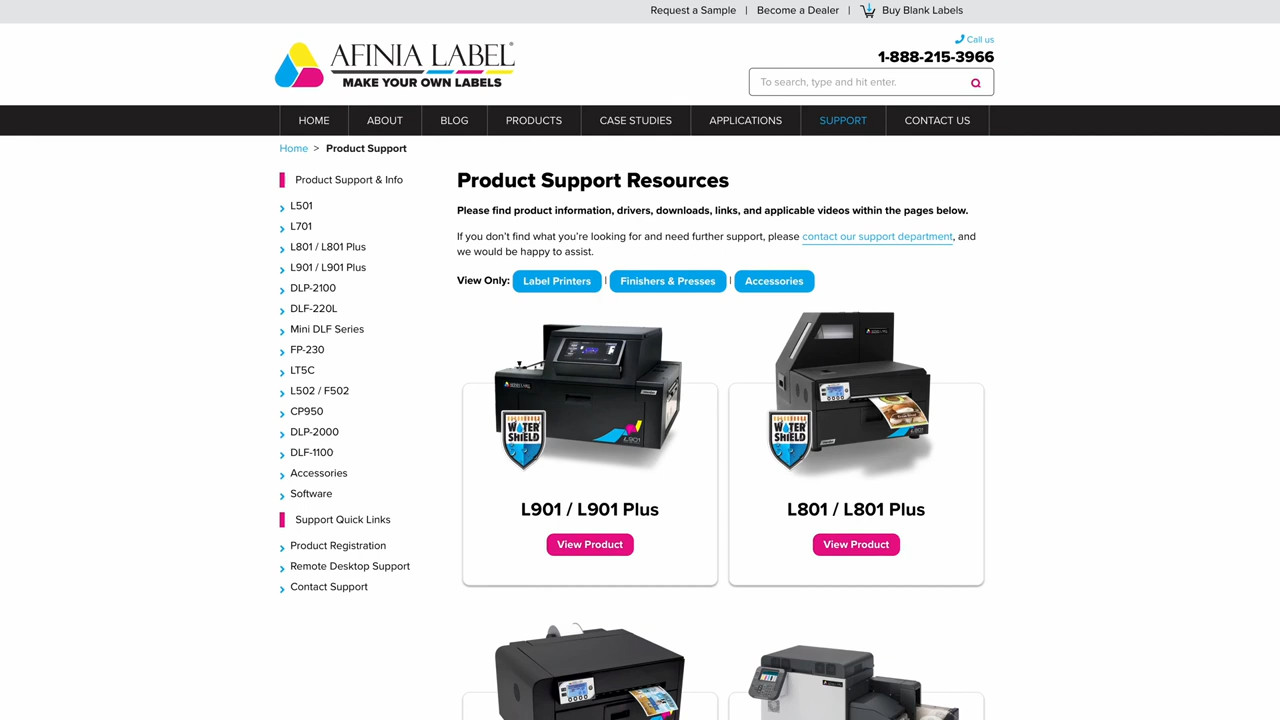 Request a Sample | Become a Dealer | Buy Blank Labels
AFINIA LABEL®
MAKE YOUR OWN LABELS
Call us
1-888-215-3966
To search, type and hit enter.
HOME ABOUT BLOG PRODUCTS CASE STUDIES APPLICATIONS SUPPORT CONTACT US
Home > Product Support
Product Support & Info
L501
L701
L801 / L801 Plus
L901 / L901 Plus
DLP-2100
DLF-220L
Mini DLF Series
FP-230
LT5C
L502 / F502
CP950
DLP-2000
DLF-1100
Accessories
Software
Support Quick Links
Product Registration
Remote Desktop Support
Contact Support
Product Support Resources
Please find product information, drivers, downloads, links, and applicable videos within the pages below.
If you don’t find what you’re looking for and need further support, please contact our support department, and
we would be happy to assist.
View Only: Label Printers | Finishers & Presses | Accessories
WATER
SHIELD
L901
L901 / L901 Plus
View Product
WATER
SHIELD
L801
L801 / L801 Plus
View Product